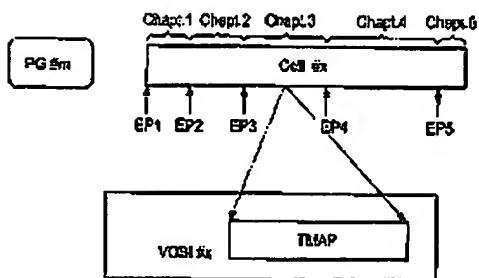 Chapt.1 Chapt.2 Chapt.3 Chapt.4 Chapt.5
PG #m
Cell #x
EP1 EP2 EP3 EP4 EP5
TMAP
VOBI #x